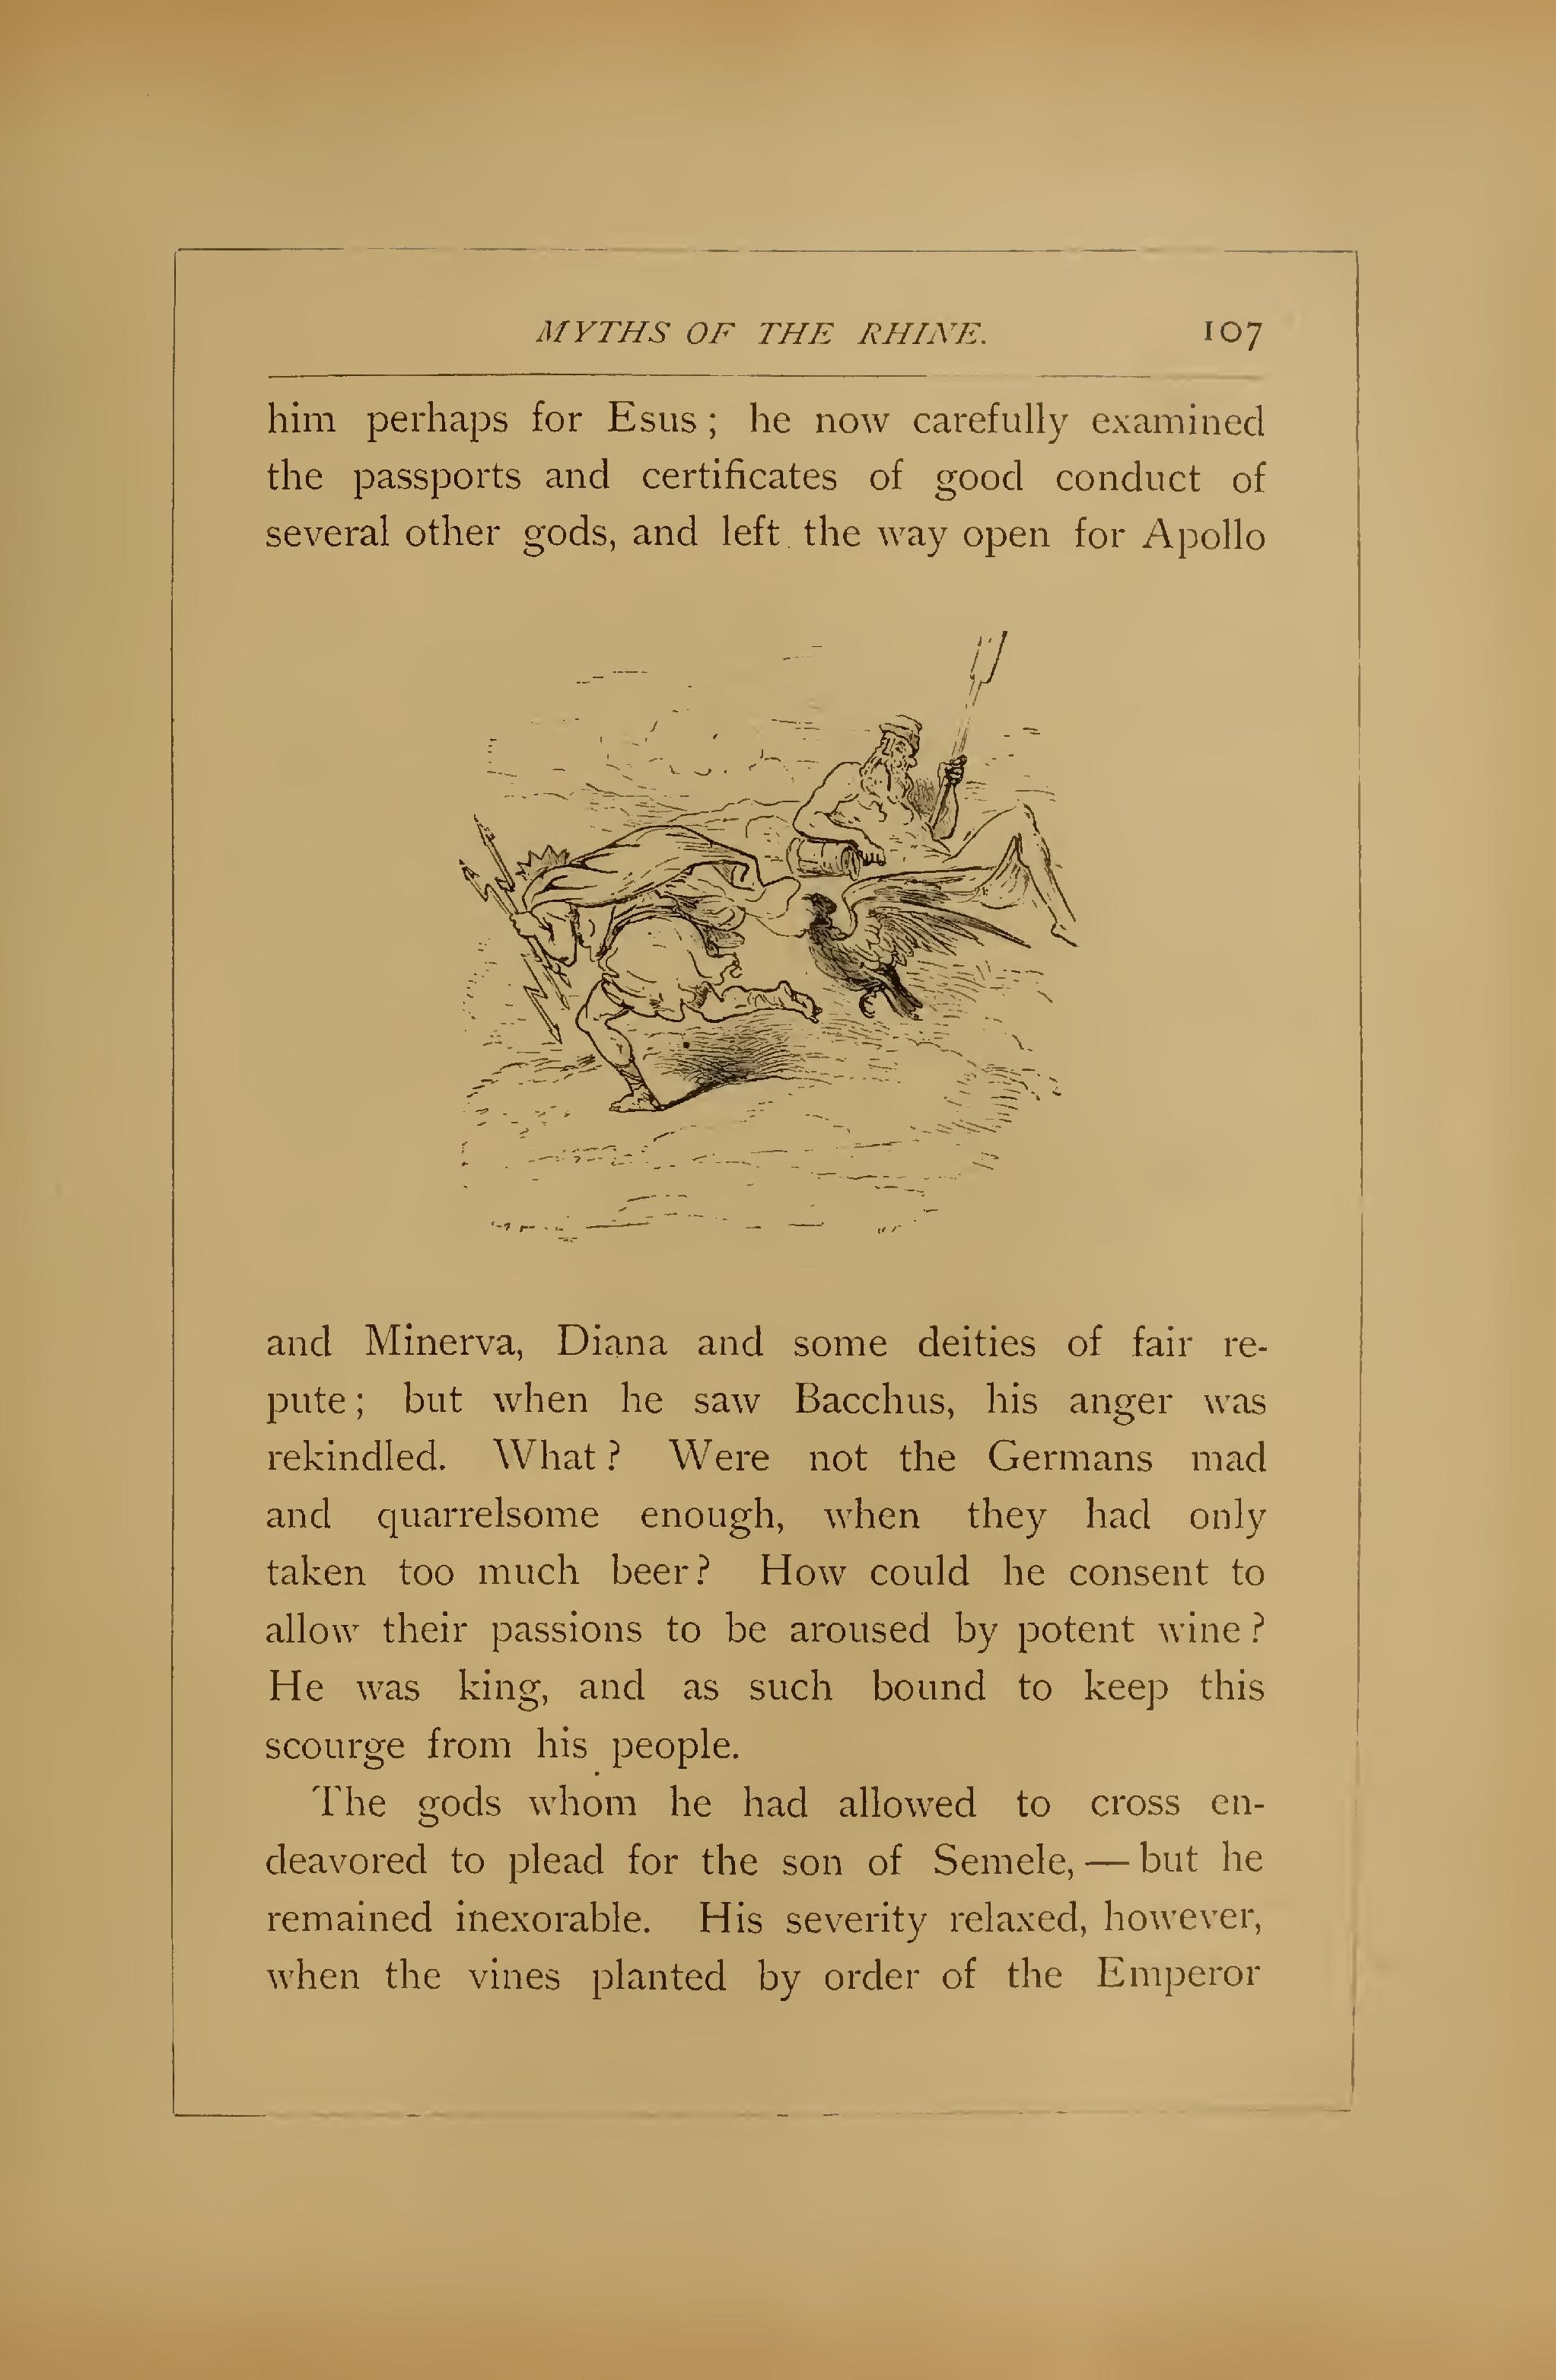 MYTHS OF THE RHINE. 107
him perhaps for Esus; he now carefully examined
the passports and certificates of good conduct of
several other gods, and left the way open for Apollo
and Minerva, Diana and some deities of fair re-
pute; but when he saw Bacchus, his anger was
rekindled. What? Were not the Germans mad
and quarrelsome enough, when they had only
taken too much beer? How could he consent to
allow their passions to be aroused by potent wine?
He was king, and as such bound to keep this
scourge from his people.
The gods whom he had allowed to cross en-
deavored to plead for the son of Semele,—but he
remained inexorable. His severity relaxed, however,
when the vines planted by order of the Emperor